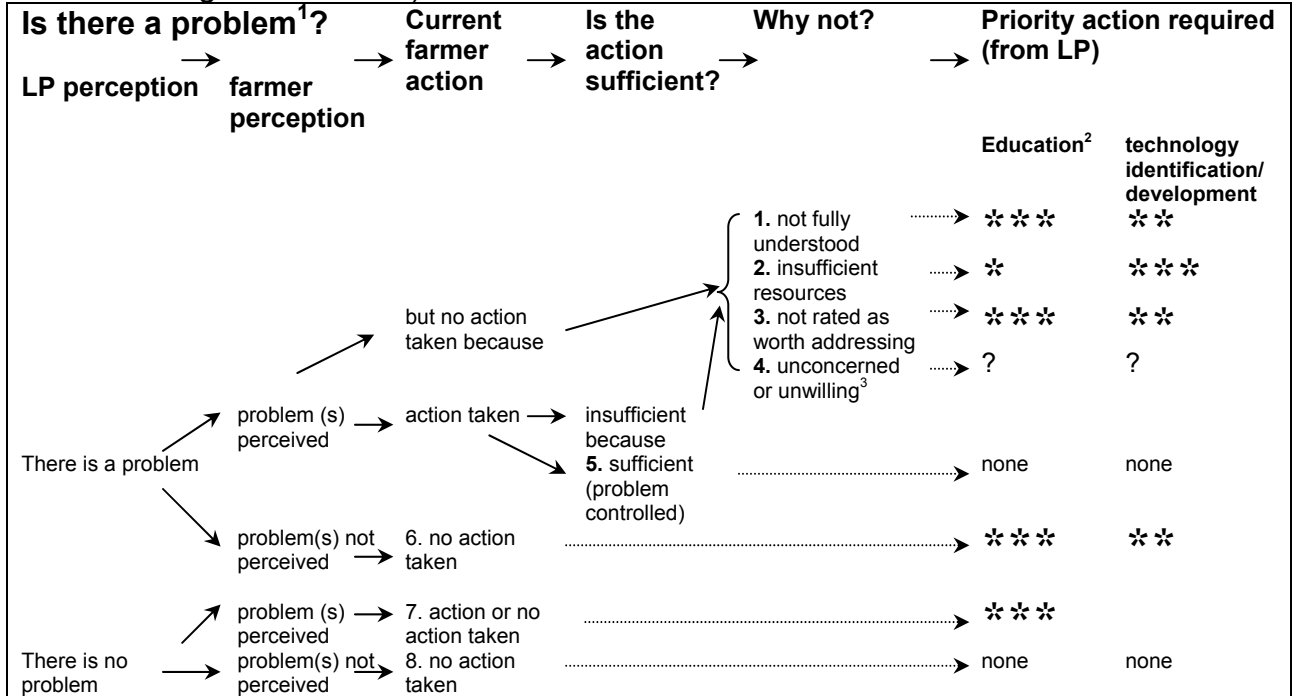 Is there a problem1?
LP perception
farmer
perception
Current
farmer
action
Is the
action
sufficient?
Why not?
Priority action required
(from LP)
Education2
technology
identification/
development
1. not fully
understood
*** **
2. insufficient
resources
* ***
3. not rated as
worth addressing
*** **
4. unconcerned
or unwilling3
? ?
but no action
taken because
There is a problem
problem (s)
perceived
action taken
insufficient
because
5. sufficient
(problem
controlled)
none none
problem(s) not
perceived
6. no action
taken
*** **
There is no
problem
problem (s)
perceived
7. action or no
action taken
***
problem(s) not
perceived
8. no action
taken
none none